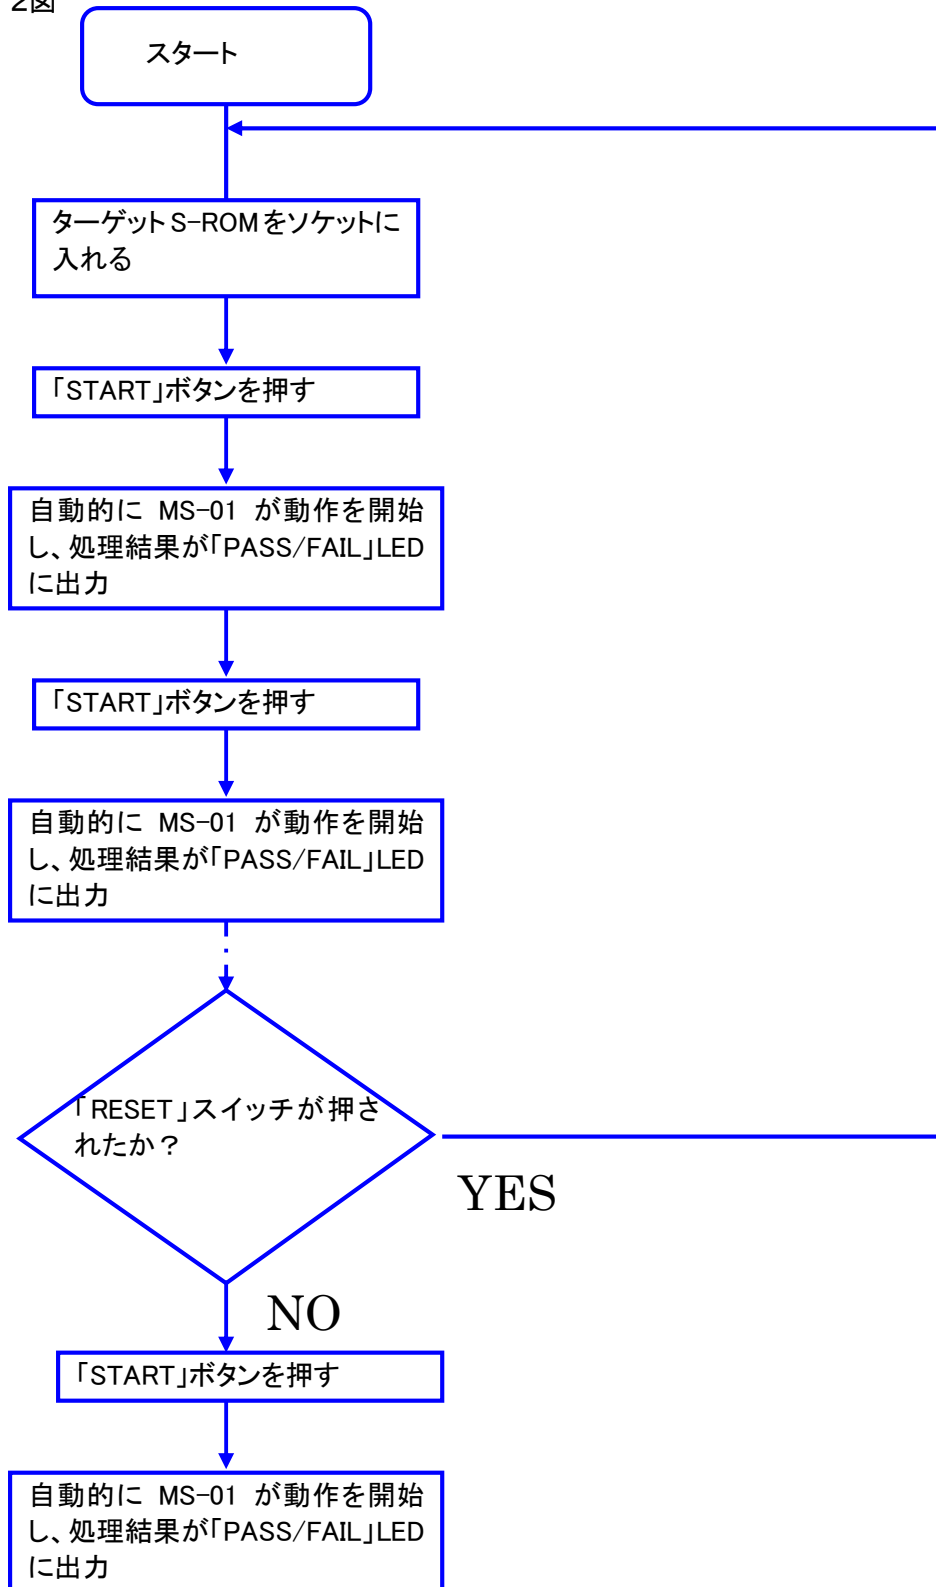 2図
スタート
ターゲット S-ROM をソケットに
入れる
「START」ボタンを押す
自動的に MS-01 が動作を開始
し、処理結果が「PASS/FAIL」LED
に出力
「START」ボタンを押す
自動的に MS-01 が動作を開始
し、処理結果が「PASS/FAIL」LED
に出力
「RESET」スイッチが押さ
れたか？
YES
NO
「START」ボタンを押す
自動的に MS-01 が動作を開始
し、処理結果が「PASS/FAIL」LED
に出力